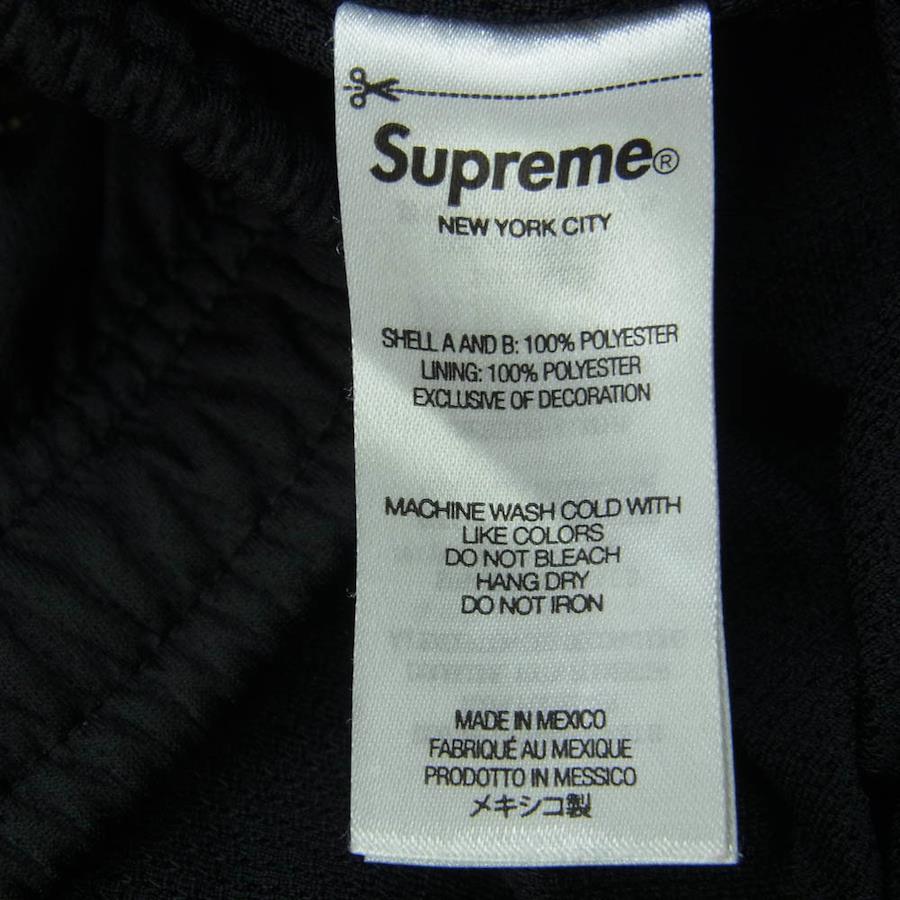 Supreme®
NEW YORK CITY
SHELL A AND B: 100% POLYESTER
LINING: 100% POLYESTER
EXCLUSIVE OF DECORATION
MACHINE WASH COLD WITH
LIKE COLORS
DO NOT BLEACH
HANG DRY
DO NOT IRON
MADE IN MEXICO
FABRIQUÉ AU MEXIQUE
PRODOTTO IN MESSICO
メキシコ製